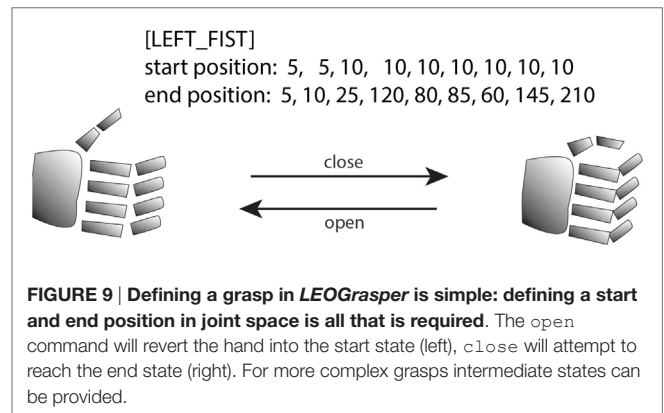 [LEFT_FIST]
start position: 5, 5, 10, 10, 10, 10, 10, 10, 10
end position: 5, 10, 25, 120, 80, 85, 60, 145, 210
close
open
FIGURE 9 | Defining a grasp in LEOGrasper is simple: defining a start
and end position in joint space is all that is required. The open
command will revert the hand into the start state (left), close will attempt to
reach the end state (right). For more complex grasps intermediate states can
be provided.